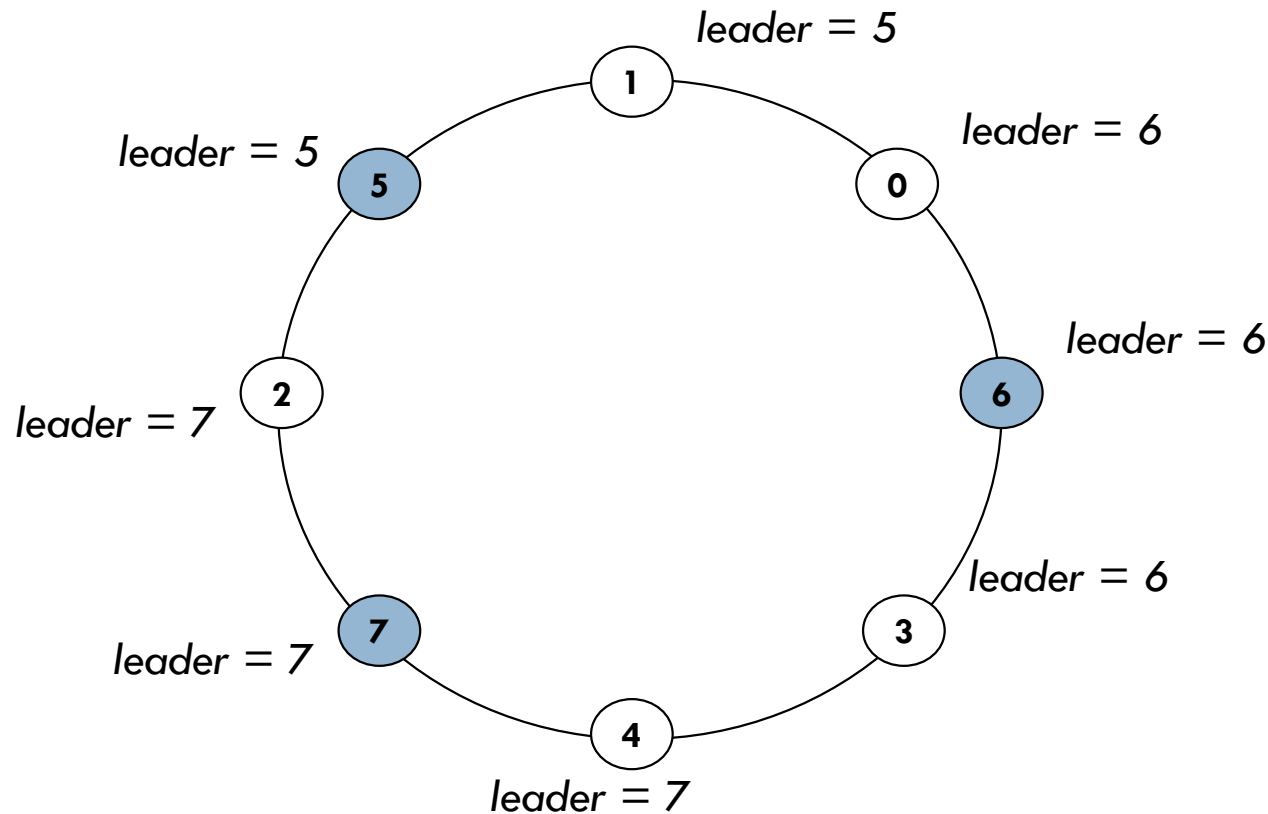 leader = 5
1
leader = 6
leader = 5
5
0
leader = 6
2
6
leader = 7
leader = 6
7
3
leader = 7
4
leader = 7